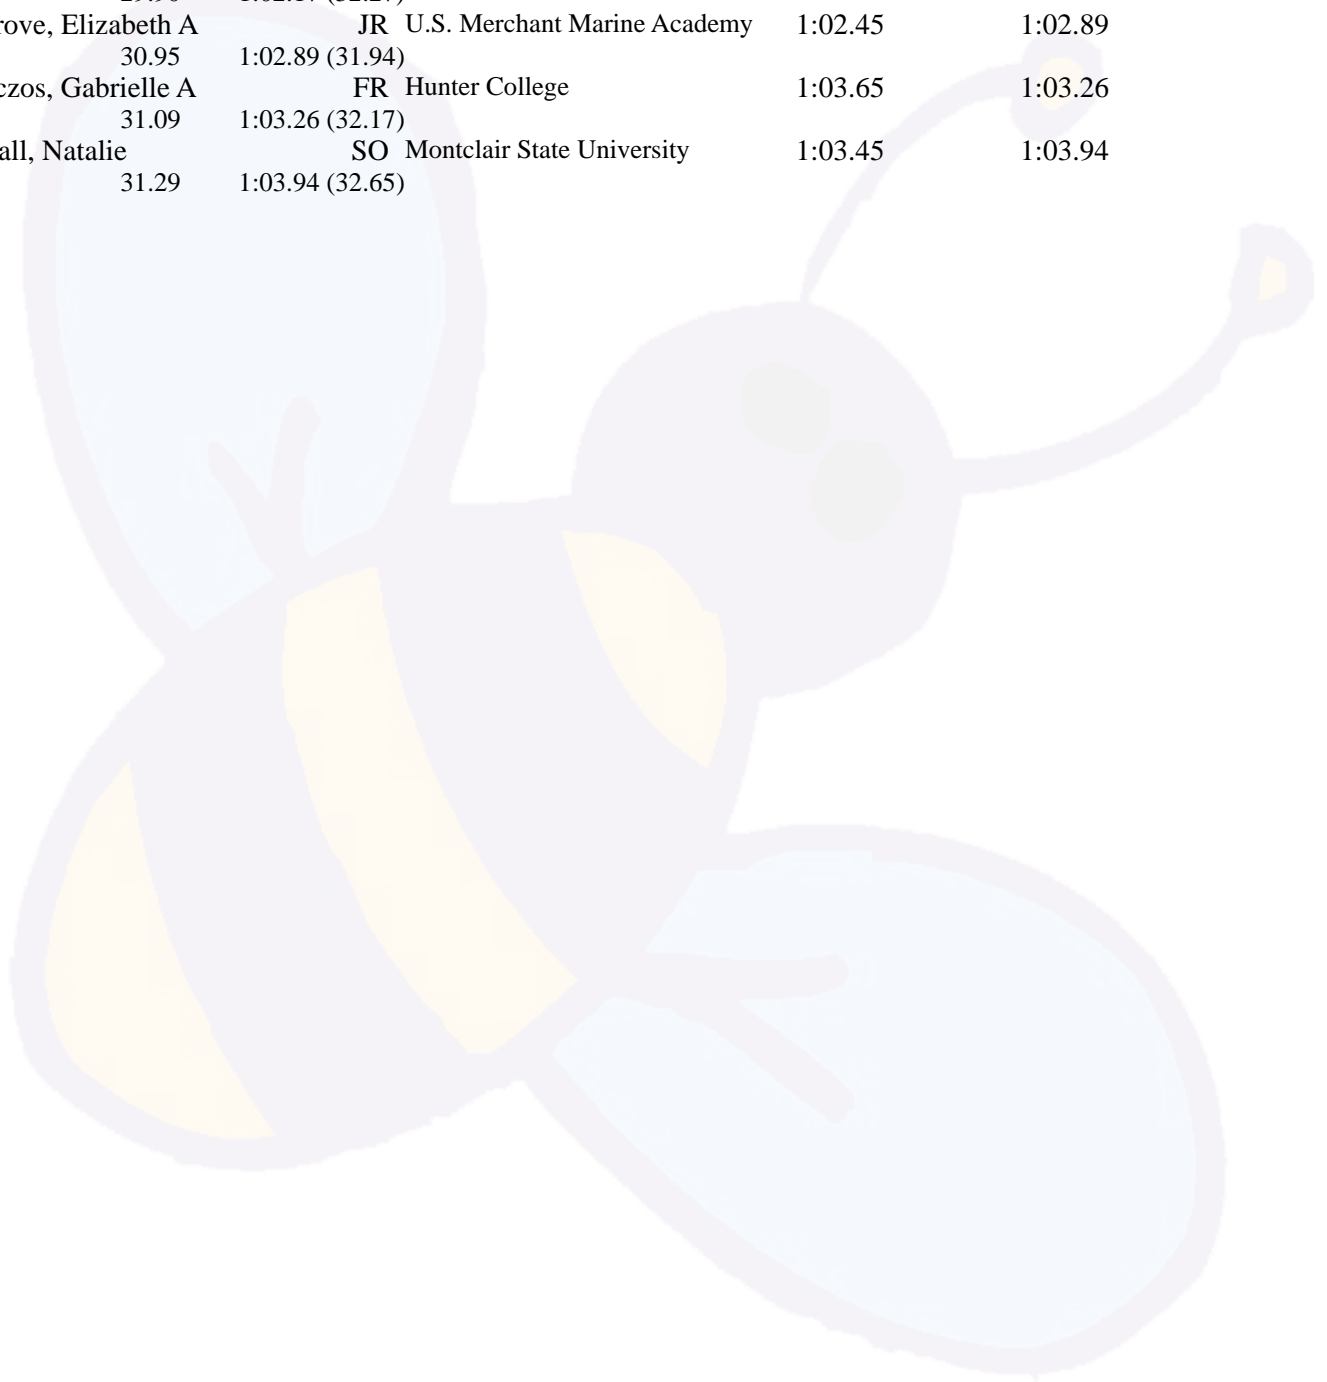 rove, Elizabeth A JR U.S. Merchant Marine Academy 1:02.45 1:02.89
30.95 1:02.89 (31.94)
czos, Gabrielle A FR Hunter College 1:03.65 1:03.26
31.09 1:03.26 (32.17)
all, Natalie SO Montclair State University 1:03.45 1:03.94
31.29 1:03.94 (32.65)